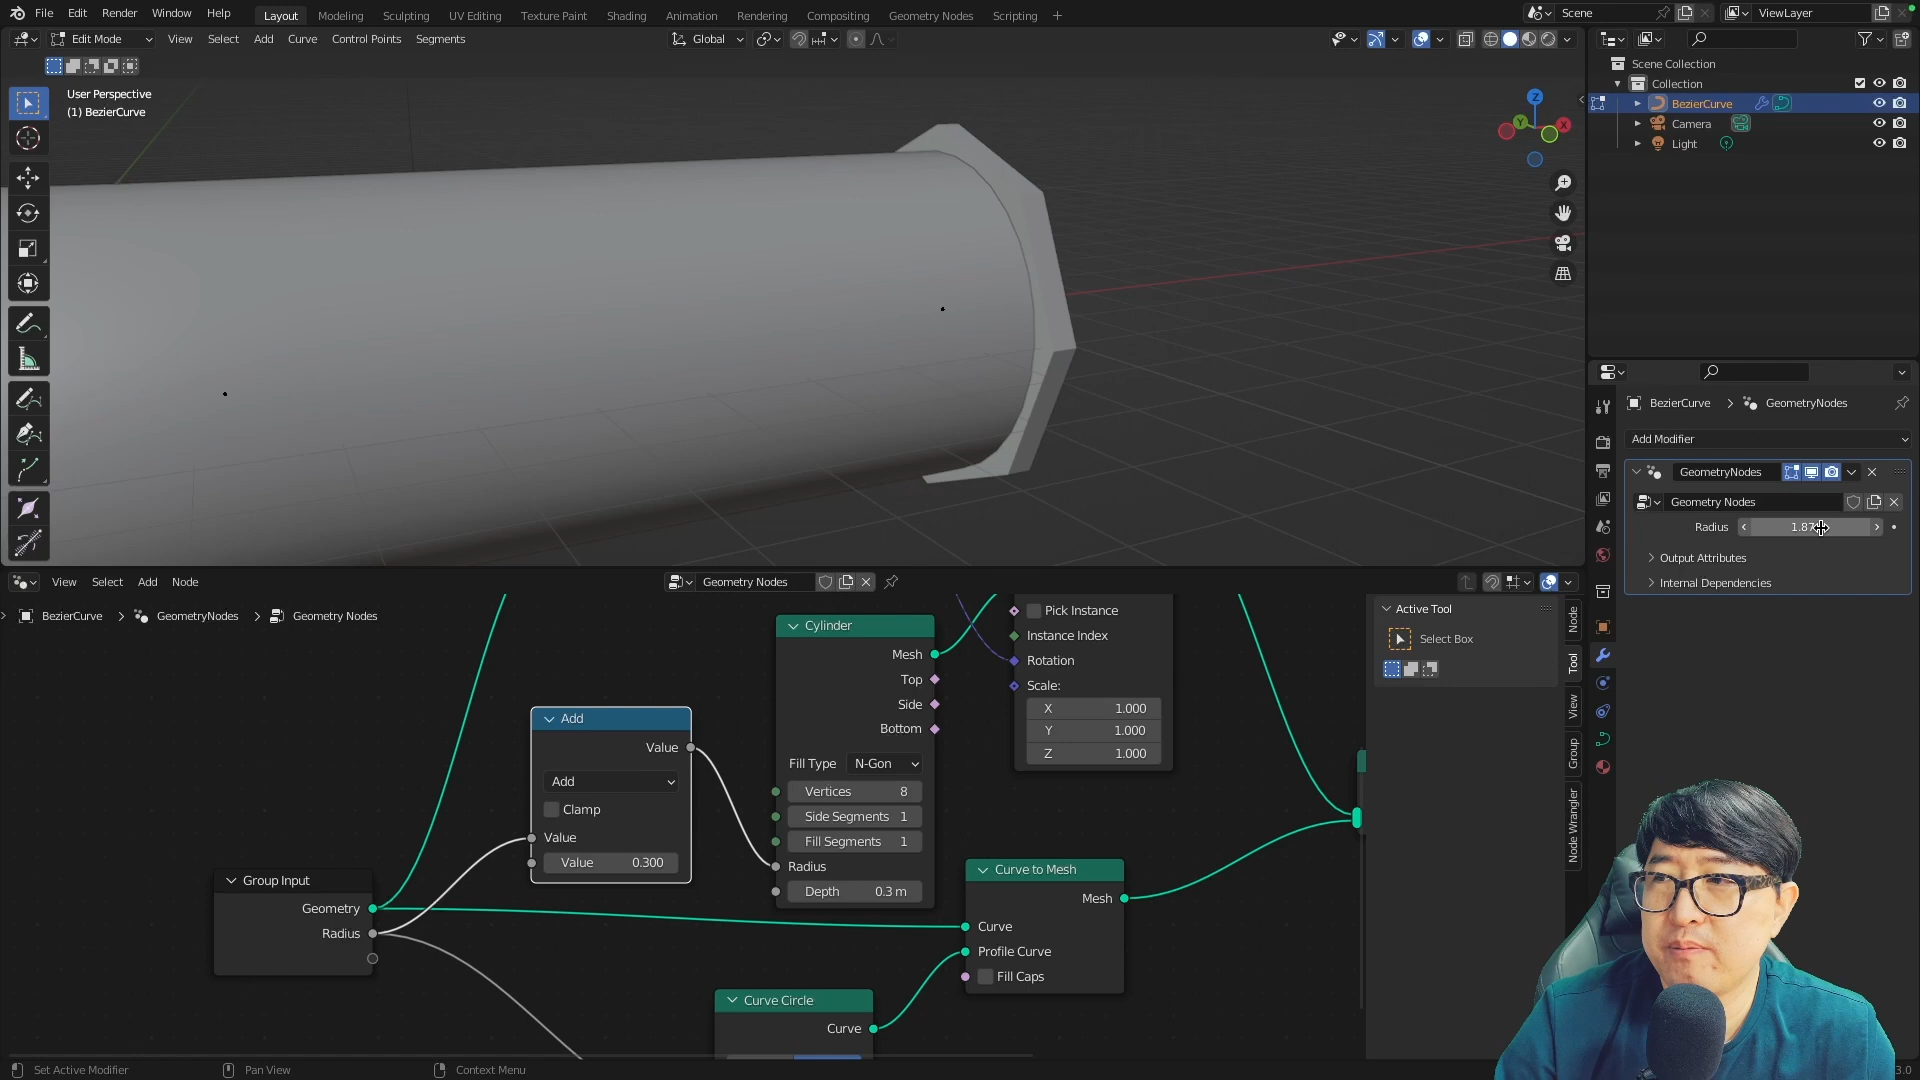 File Edit Render Window Help Layout Modeling Sculpting UV Editing Texture Paint Shading Animation Rendering Compositing Geometry Nodes Scripting + Scene ViewLayer
Edit Mode View Select Add Curve Control Points Segments Global
User Perspective
(1) BezierCurve
Z
Y
X
Scene Collection
Collection
BezierCurve
Camera
Light
BezierCurve > GeometryNodes
Add Modifier
GeometryNodes
Geometry Nodes
Radius 1.87
Output Attributes
Internal Dependencies
View Select Add Node Geometry Nodes
BezierCurve > GeometryNodes > Geometry Nodes
Cylinder
Mesh
Top
Side
Bottom
Fill Type N-Gon
Vertices 8
Side Segments 1
Fill Segments 1
Radius
Depth 0.3 m
Pick Instance
Instance Index
Rotation
Scale:
X 1.000
Y 1.000
Z 1.000
Add
Value
Add
Clamp
Value
Value 0.300
Group Input
Geometry
Radius
Curve to Mesh
Mesh
Curve
Profile Curve
Fill Caps
Curve Circle
Curve
Active Tool
Select Box
Node
Tool
View
Group
Node Wrangler
Set Active Modifier Pan View Context Menu
3.0